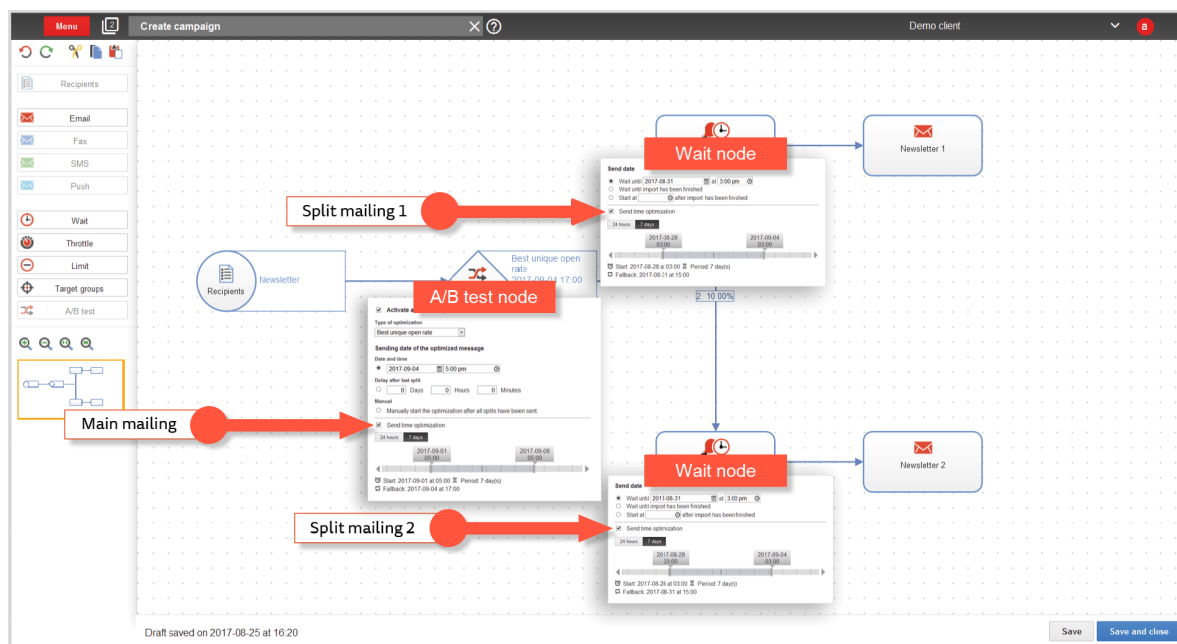 Menu
2
Create campaign
?
Demo client
a
Recipients
Email
Fax
SMS
Push
Wait
Throttle
Limit
Target groups
A/B test
Wait node
Newsletter 1
Send date
Wait until 2017-08-31 at 3:00 pm
Wait until import has been finished
Start at after import has been finished
Send time optimization
24 hours 7 days
2017-08-28 2017-09-04
03:00 03:00
Start: 2017-08-28 at 03:00 Period: 7 day(s)
Fallback: 2017-08-31 at 15:00
Split mailing 1
Recipients
Newsletter
Best unique open
rate
2017-09-04 17:00
2. 10.00%
A/B test node
Activate a
Type of optimization
Best unique open rate
Sending date of the optimized message
Date and time
2017-09-04 5:00 pm
Delay after last split
0 Days 0 Hours 0 Minutes
Manual
Manually start the optimization after all splits have been sent.
Main mailing
Send time optimization
24 hours 7 days
2017-09-01 2017-09-08
05:00 05:00
Start: 2017-09-01 at 05:00 Period: 7 day(s)
Fallback: 2017-09-04 at 17:00
Wait node
Newsletter 2
Send date
Wait until 2017-08-31 at 3:00 pm
Wait until import has been finished
Start at after import has been finished
Split mailing 2
Send time optimization
24 hours 7 days
2017-08-28 2017-09-04
03:00 03:00
Start: 2017-08-28 at 03:00 Period: 7 day(s)
Fallback: 2017-08-31 at 15:00
Draft saved on 2017-08-25 at 16:20
Save
Save and close